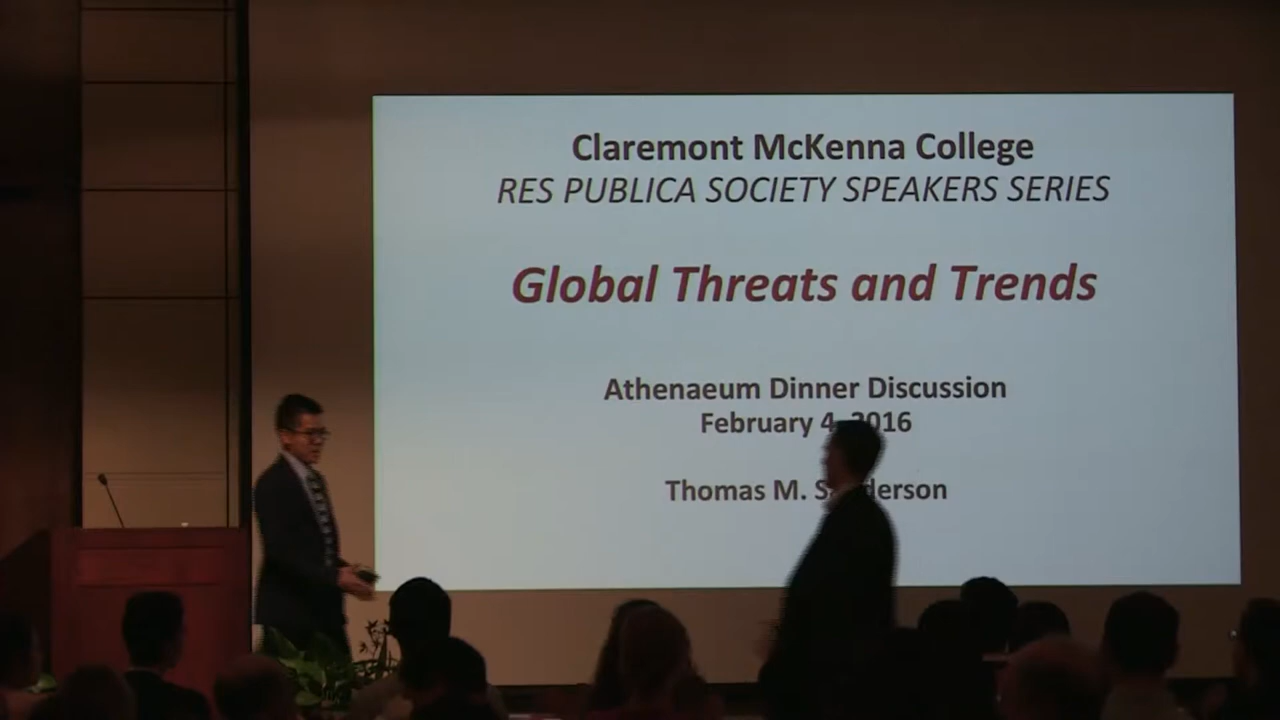 Claremont McKenna College
RES PUBLICA SOCIETY SPEAKERS SERIES
Global Threats and Trends
Athenaeum Dinner Discussion
February 4, 2016
Thomas M.